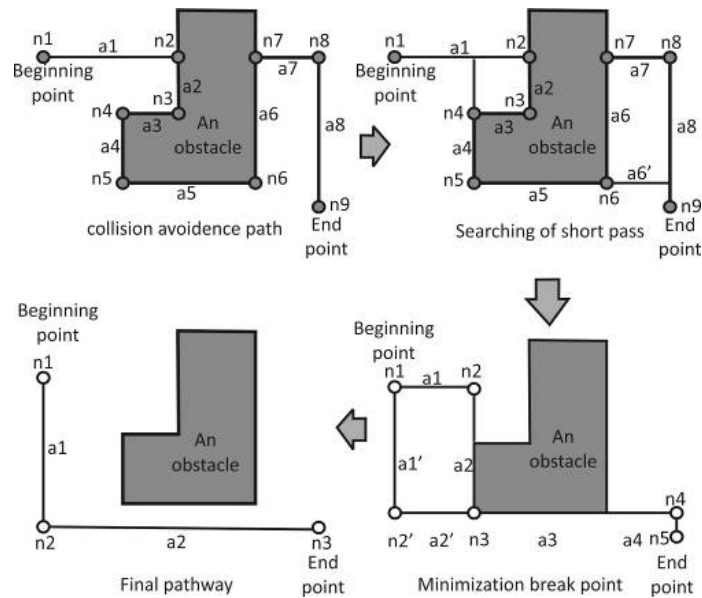 n1
a1
n2
n7
n8
Beginning
point
a7
a2
n4
n3
a3
An
obstacle
a6
a8
a4
n5
a5
n6
n9
End
point
collision avoidence path
n1
a1
n2
n7
n8
Beginning
point
a7
a2
n4
n3
a3
An
obstacle
a6
a8
a4
n5
a5
n6
a6'
n9
End
point
Searching of short pass
Beginning
point
n1
a1
An
obstacle
n2
a2
n3
End
point
Final pathway
Beginning
point
n1
a1
n2
a1'
a2
An
obstacle
n4
n2'
a2'
n3
a3
a4
n5
End
point
Minimization break point